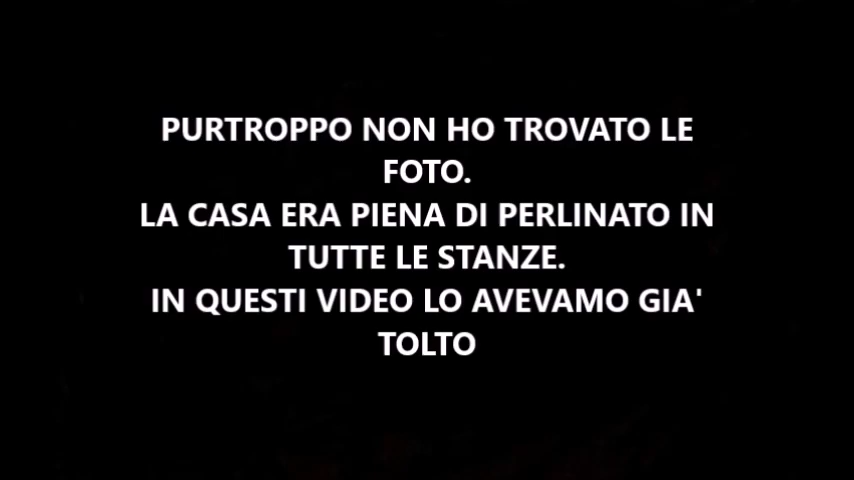 PURTROPPO NON HO TROVATO LE
FOTO.
LA CASA ERA PIENA DI PERLINATO IN
TUTTE LE STANZE.
IN QUESTI VIDEO LO AVEVAMO GIA'
TOLTO